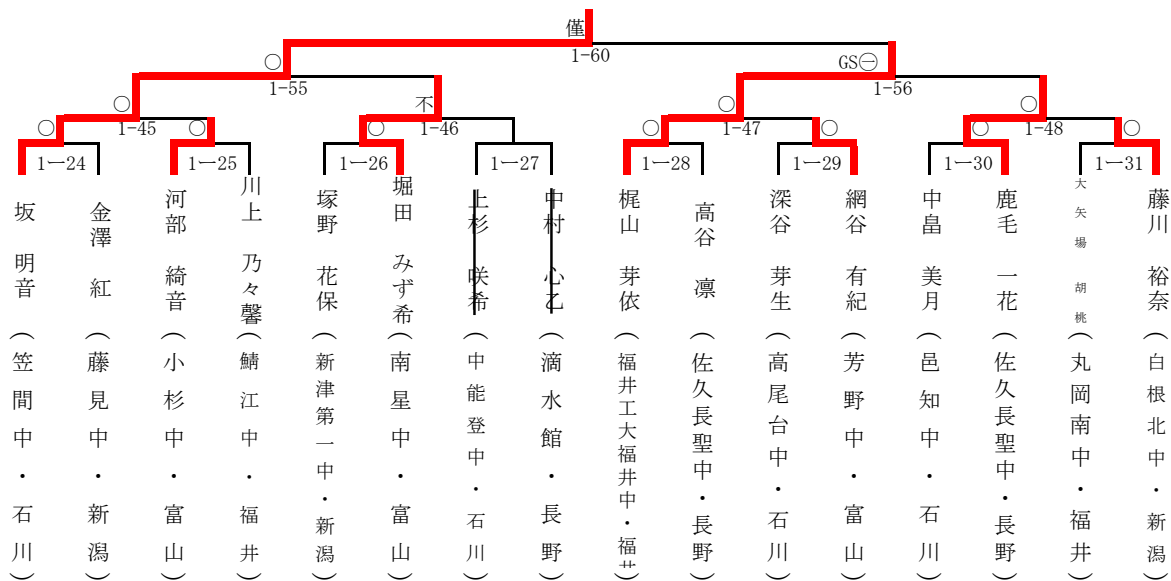 僅
1-60
○
GS㊀
1-55
1-56
○
不
○
○
1-45
1-46
1-47
1-48
○
○
○
○
○
○
○
1―24
1―25
1―26
1―27
1―28
1―29
1―30
1―31
坂 明音(笠間中・石川)
金澤 紅(藤見中・新潟)
河部 綺音(小杉中・富山)
川上 乃々馨(鯖江中・福井)
塚野 花保(新津第一中・新潟)
堀田 みず希(南星中・富山)
上杉 咲希(中能登中・石川)
中村 心乙(滴水館・長野)
梶山 芽依(福井工大福井中・福井)
高谷 凛(佐久長聖中・長野)
深谷 芽生(高尾台中・石川)
網谷 有紀(芳野中・富山)
中畠 美月(邑知中・石川)
鹿毛 一花(佐久長聖中・長野)
大矢場 胡桃(丸岡南中・福井)
藤川 裕奈(白根北中・新潟)